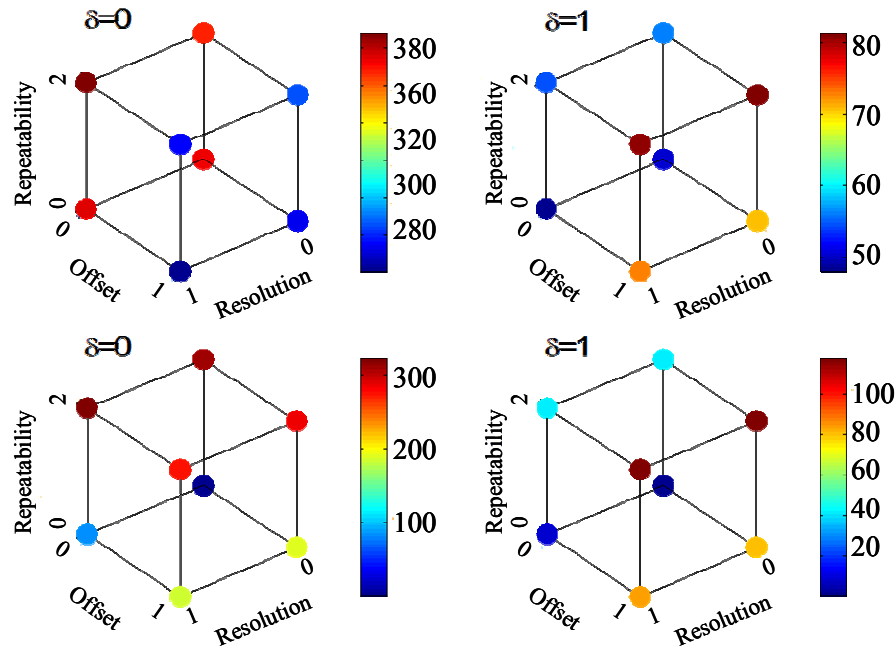 δ=0
Repeatability
2
0
0
Offset
1
1
Resolution
0
380
360
320
300
280
δ=1
Repeatability
2
0
0
Offset
1
1
Resolution
0
80
70
60
50
δ=0
Repeatability
2
0
0
Offset
1
1
Resolution
0
300
200
100
δ=1
Repeatability
2
0
0
Offset
1
1
Resolution
0
100
80
60
40
20